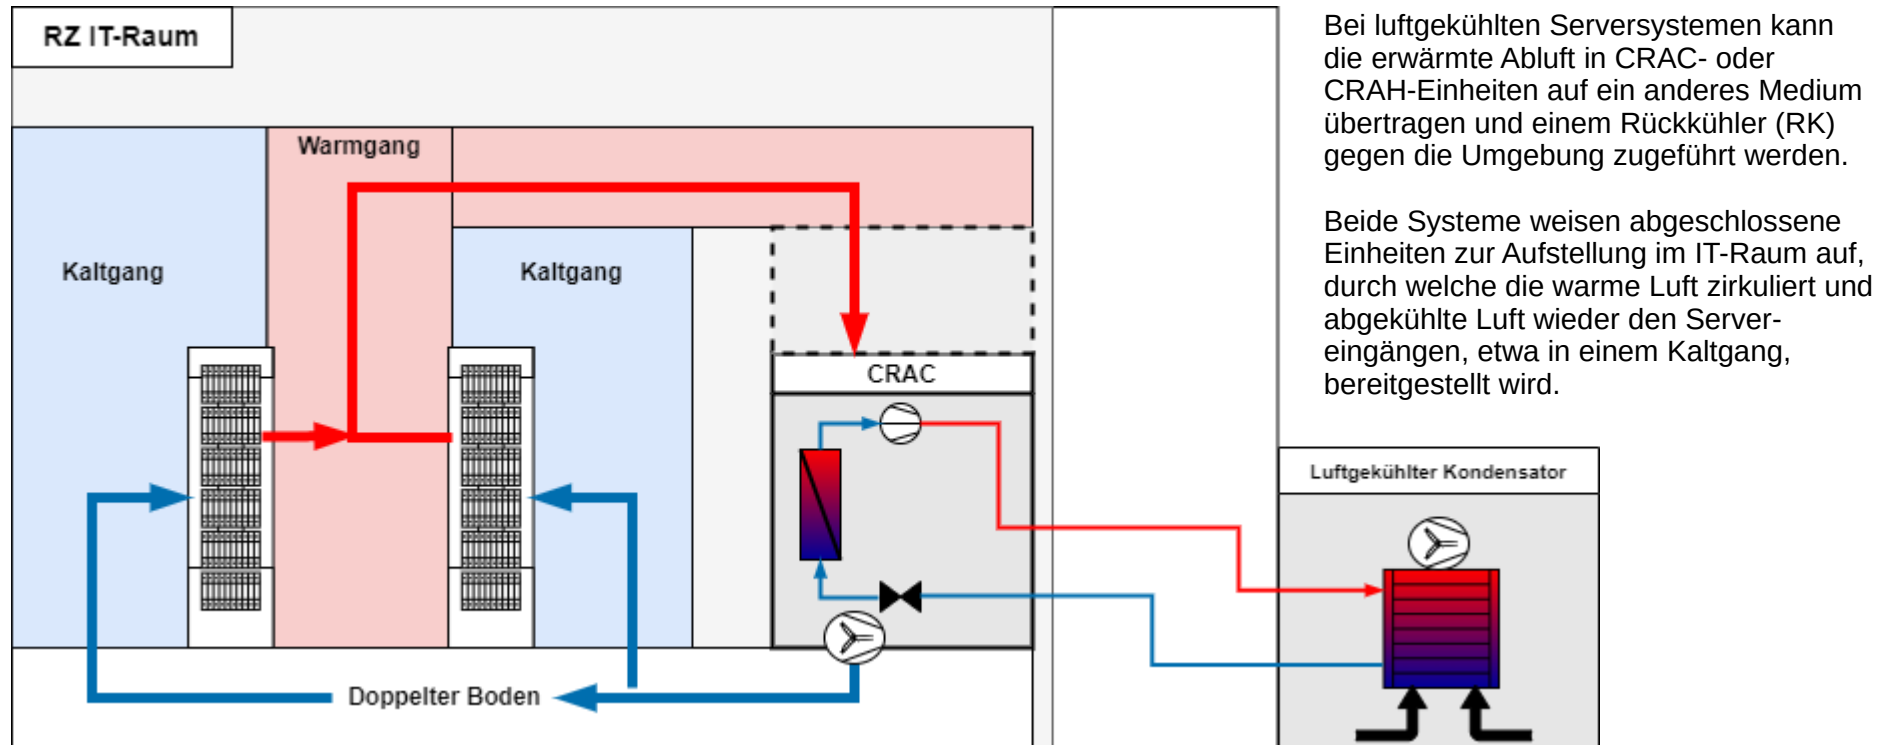 RZ IT-Raum
Warmgang
Kaltgang
Kaltgang
CRAC
Luftgekühlter Kondensator
Doppelter Boden
Bei luftgekühlten Serversystemen kann
die erwärmte Abluft in CRAC- oder
CRAH-Einheiten auf ein anderes Medium
übertragen und einem Rückkühler (RK)
gegen die Umgebung zugeführt werden.
Beide Systeme weisen abgeschlossene
Einheiten zur Aufstellung im IT-Raum auf,
durch welche die warme Luft zirkuliert und
abgekühlte Luft wieder den Server-
eingängen, etwa in einem Kaltgang,
bereitgestellt wird.